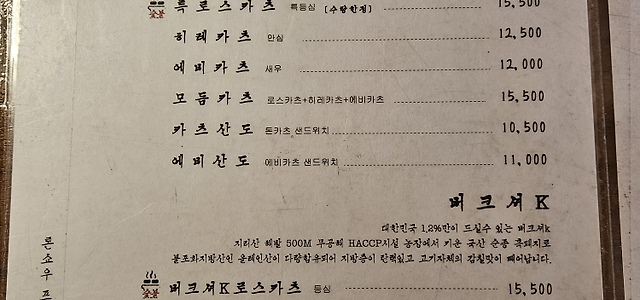 특로스카츠 특등심 [수량한정] 15,500
히레카츠 안심 12,500
에비카츠 새우 12,000
모듬카츠 로스카츠+히레카츠+에비카츠 15,500
카츠산도 돈카츠 샌드위치 10,500
에비산도 에비카츠 샌드위치 11,000
버크셔K
대한민국 1.2%만이 드실수 있는 버크셔k
지리산 해발 500M 무공해 HACCP시설 농장에서 키운 국산 순종 흑돼지로
불포화지방산인 올레인산이 다량함유되어 지방층이 탄력있고 고기자체의 감칠맛이 뛰어납니다.
버크셔K로스카츠 등심 15,500
론소우프